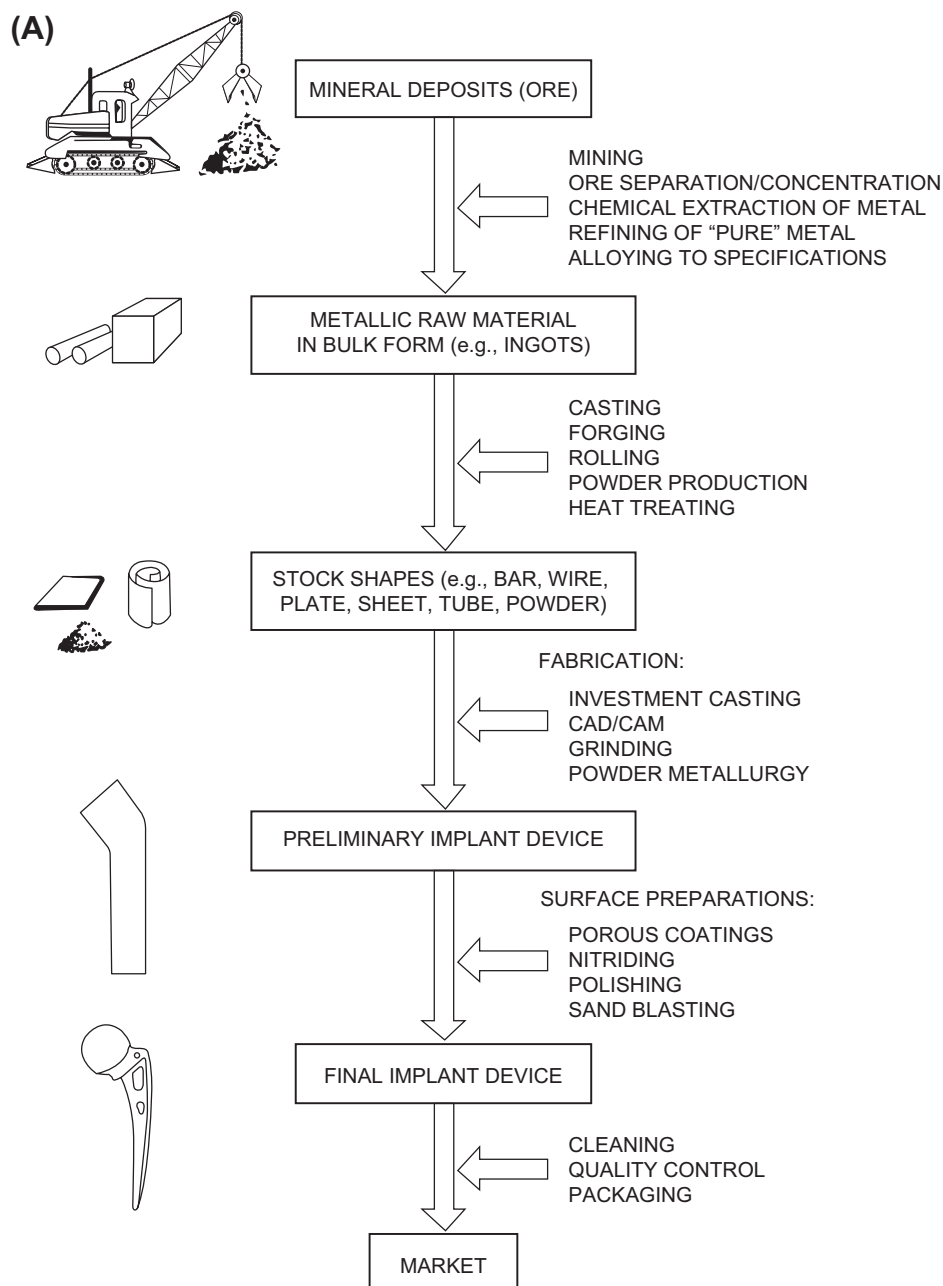 (A)
MINERAL DEPOSITS (ORE)
MINING
ORE SEPARATION/CONCENTRATION
CHEMICAL EXTRACTION OF METAL
REFINING OF “PURE” METAL
ALLOYING TO SPECIFICATIONS
METALLIC RAW MATERIAL
IN BULK FORM (e.g., INGOTS)
CASTING
FORGING
ROLLING
POWDER PRODUCTION
HEAT TREATING
STOCK SHAPES (e.g., BAR, WIRE,
PLATE, SHEET, TUBE, POWDER)
FABRICATION:
INVESTMENT CASTING
CAD/CAM
GRINDING
POWDER METALLURGY
PRELIMINARY IMPLANT DEVICE
SURFACE PREPARATIONS:
POROUS COATINGS
NITRIDING
POLISHING
SAND BLASTING
FINAL IMPLANT DEVICE
CLEANING
QUALITY CONTROL
PACKAGING
MARKET